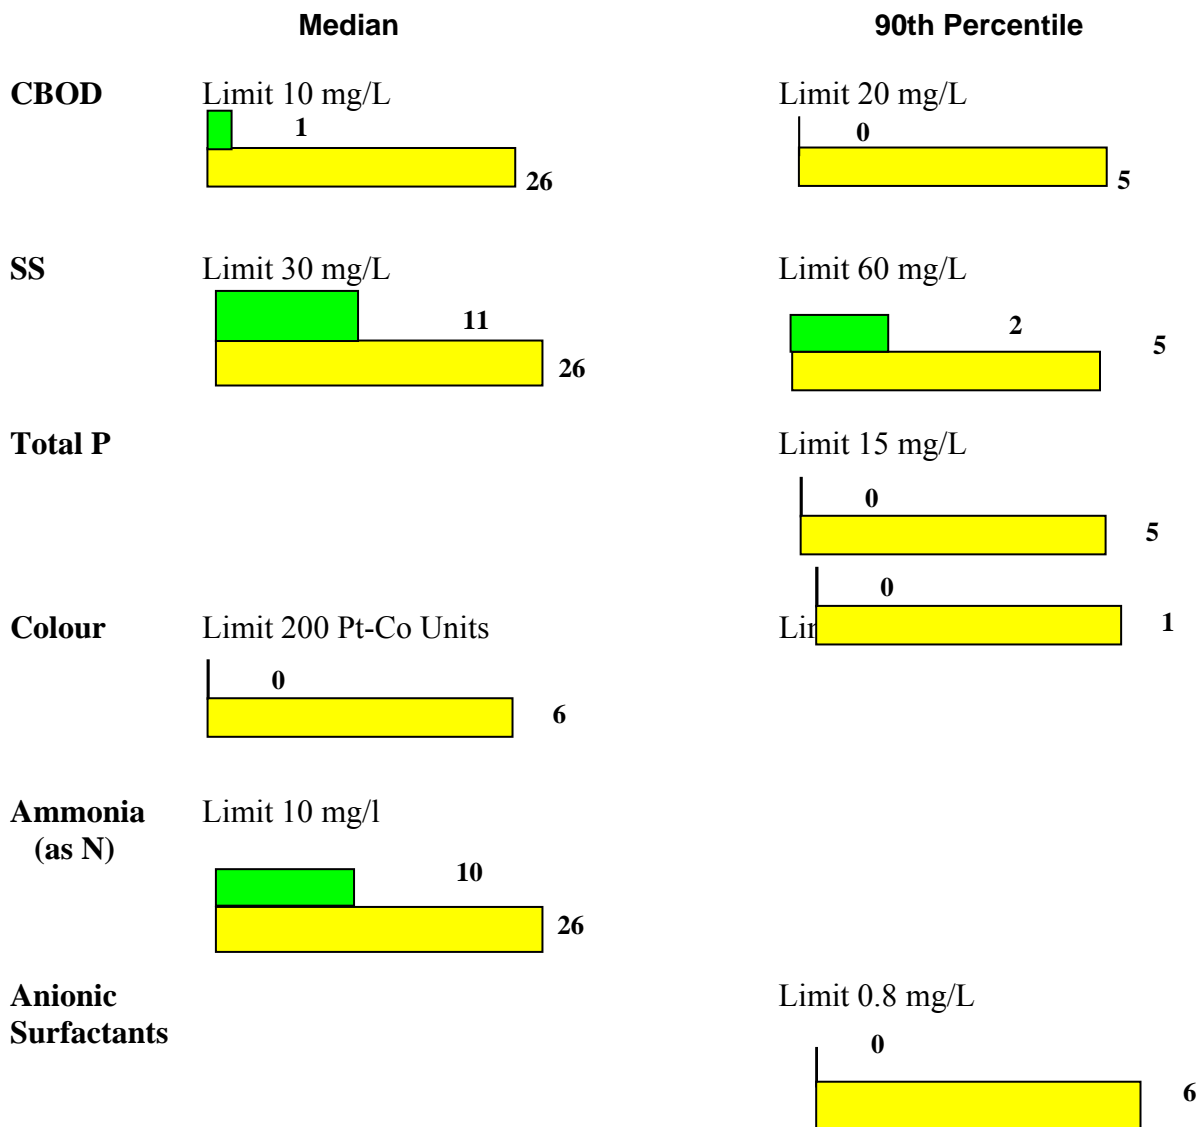 Median 90th Percentile
CBOD Limit 10 mg/L Limit 20 mg/L
1 0
26 5
SS Limit 30 mg/L Limit 60 mg/L
11 2 5
26
Total P Limit 15 mg/L
0
5
0
Colour Limit 200 Pt-Co Units 1
0
6
Ammonia Limit 10 mg/l
(as N)
10
26
Anionic Limit 0.8 mg/L
Surfactants
0
6